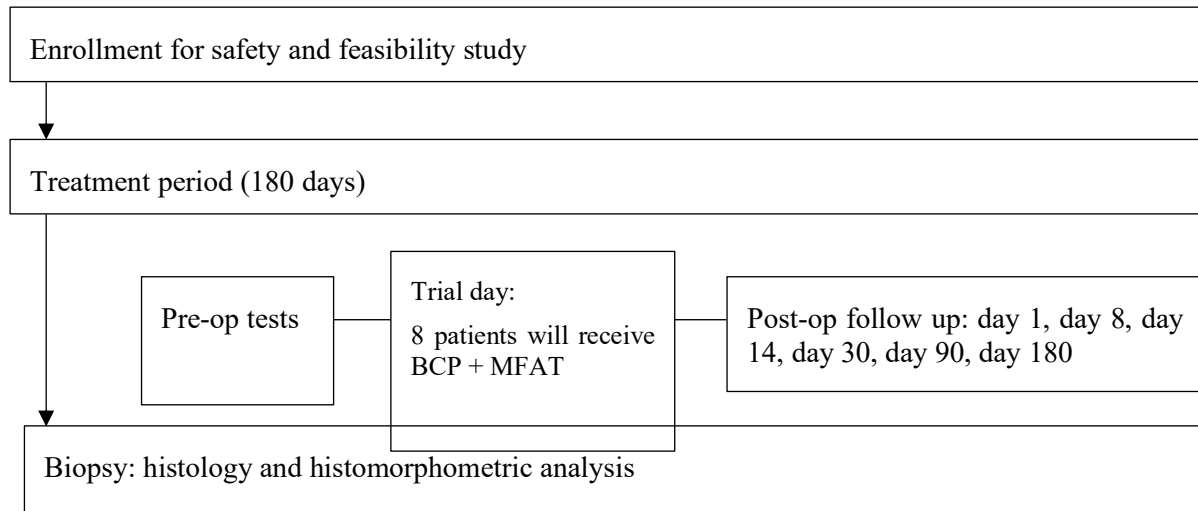 Enrollment for safety and feasibility study
Treatment period (180 days)
Pre-op tests
Trial day:
8 patients will receive
BCP + MFAT
Post-op follow up: day 1, day 8, day
14, day 30, day 90, day 180
Biopsy: histology and histomorphometric analysis